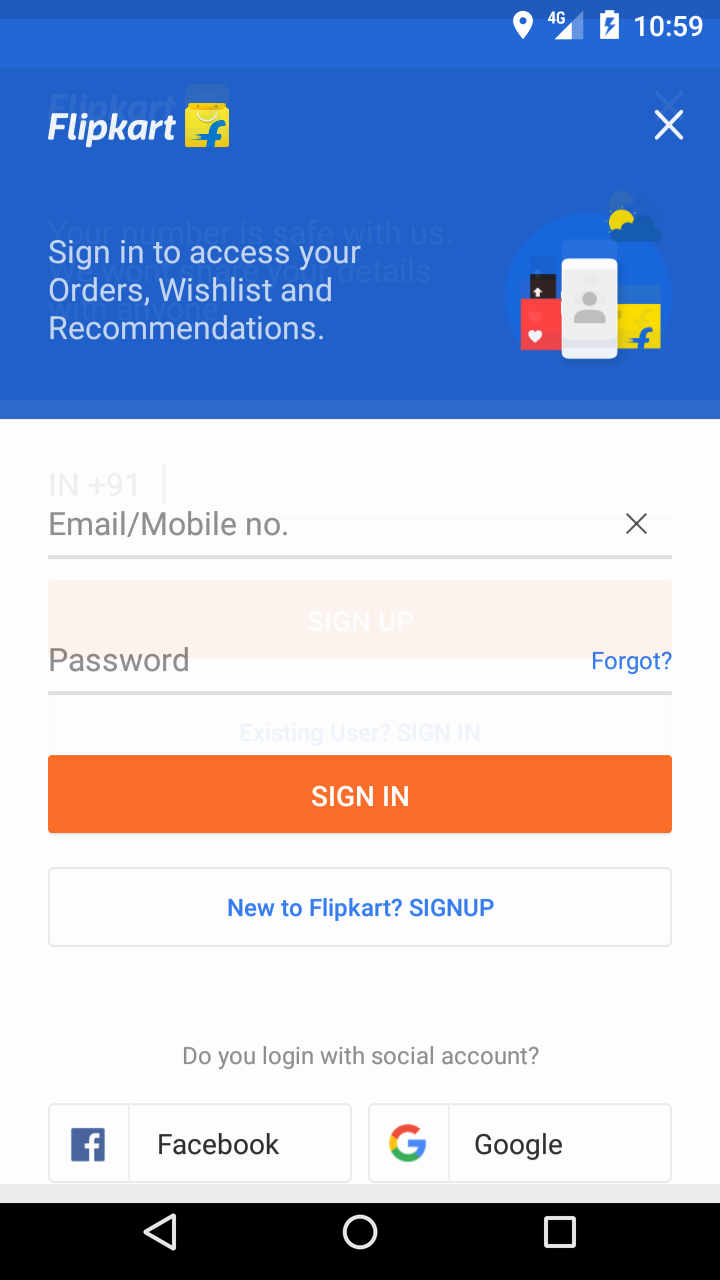 4G 10:59
Flipkart
Your number is safe with us.
Sign in to access your
We wont share your details
Orders, Wishlist and
with anyone.
Recommendations.
IN +91
Email/Mobile no.
SIGN UP
Password Forgot?
Existing User? SIGN IN
SIGN IN
New to Flipkart? SIGNUP
Do you login with social account?
Facebook Google